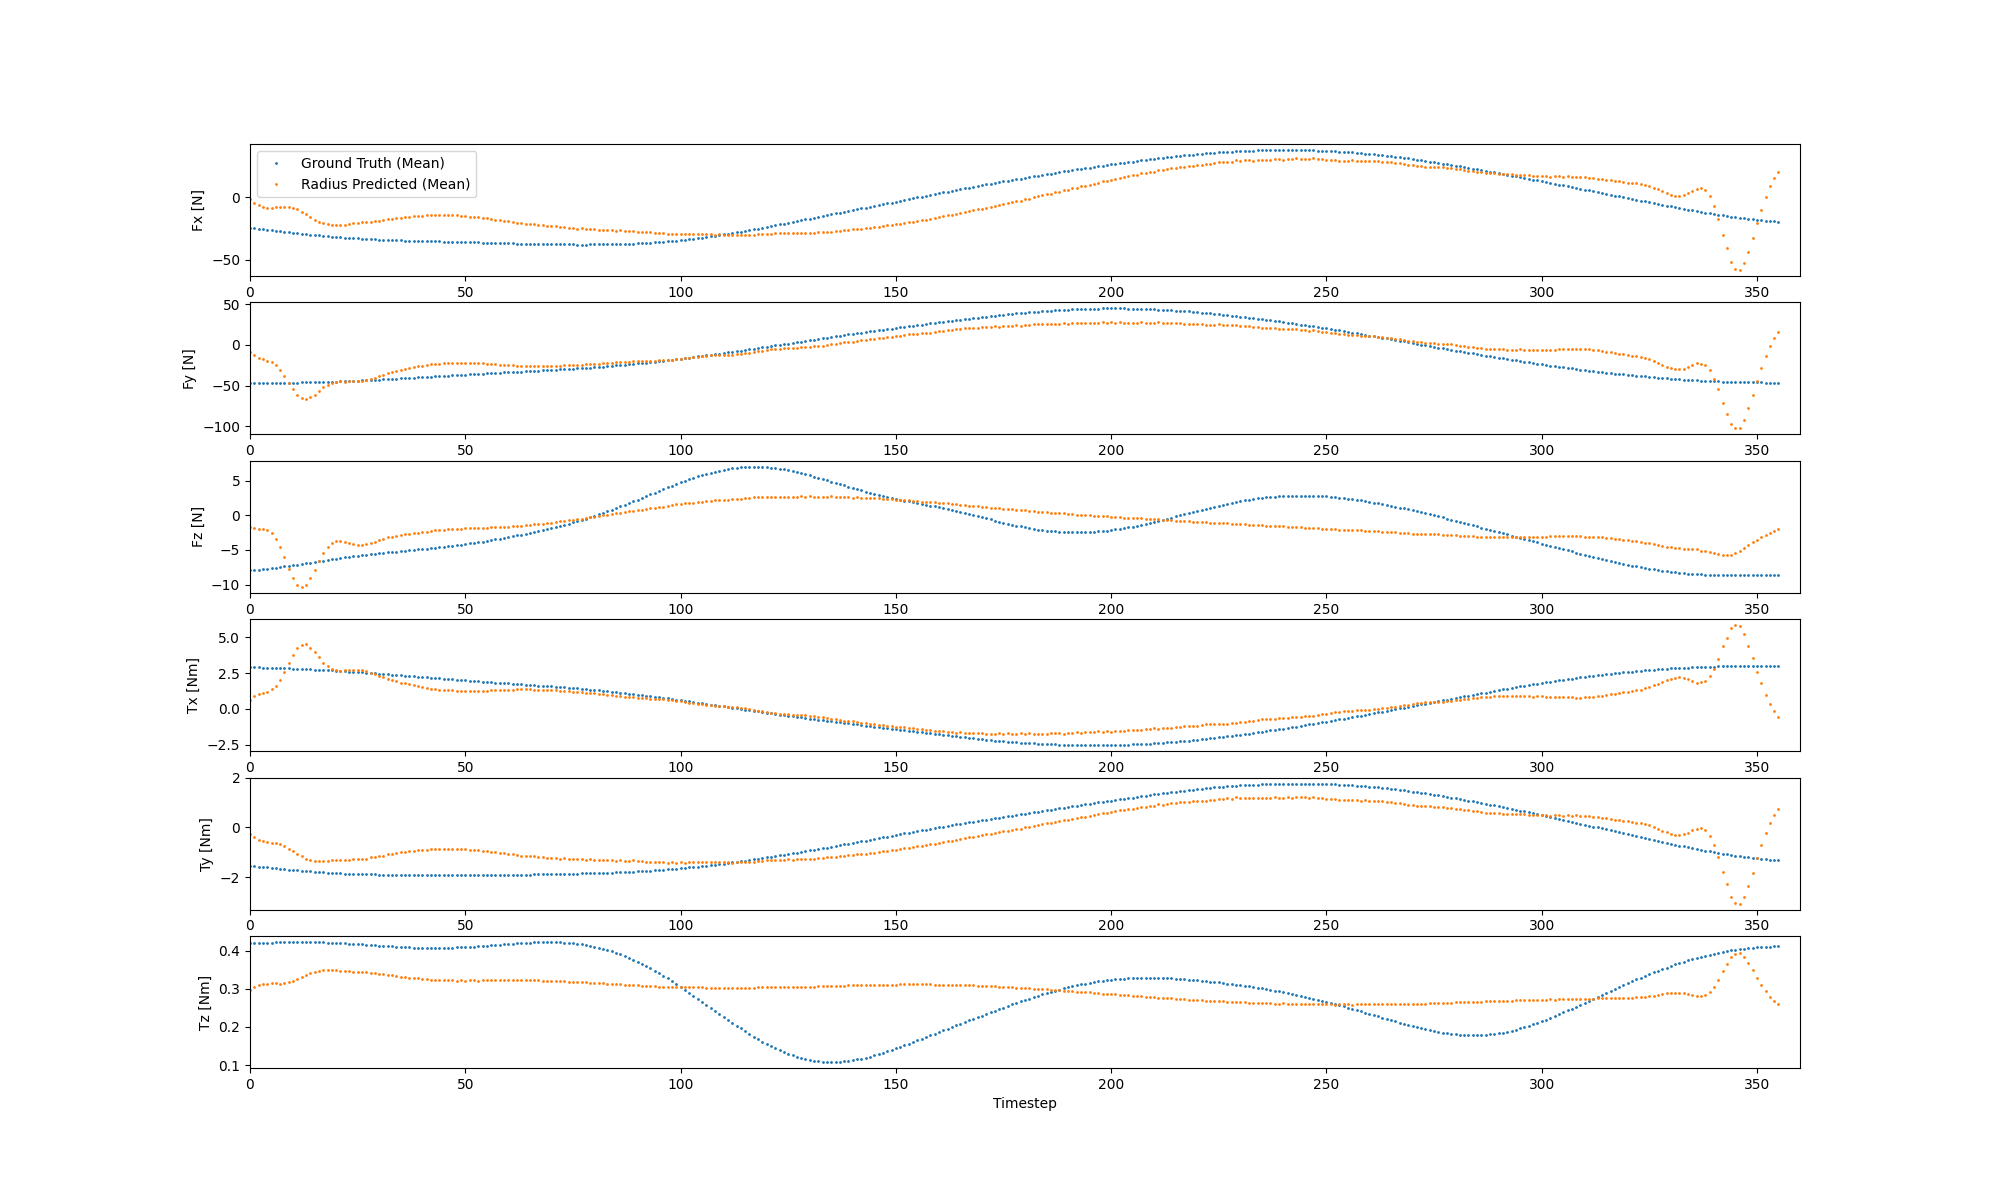 Ground Truth (Mean)
Radius Predicted (Mean)
Fx [N]
0
−50
0 50 100 150 200 250 300 350
Fy [N]
50
0
−50
−100
0 50 100 150 200 250 300 350
Fz [N]
5
0
−5
−10
0 50 100 150 200 250 300 350
Tx [Nm]
5.0
2.5
0.0
−2.5
0 50 100 150 200 250 300 350
Ty [Nm]
2
0
−2
0 50 100 150 200 250 300 350
Tz [Nm]
0.4
0.3
0.2
0.1
0 50 100 150 200 250 300 350
Timestep